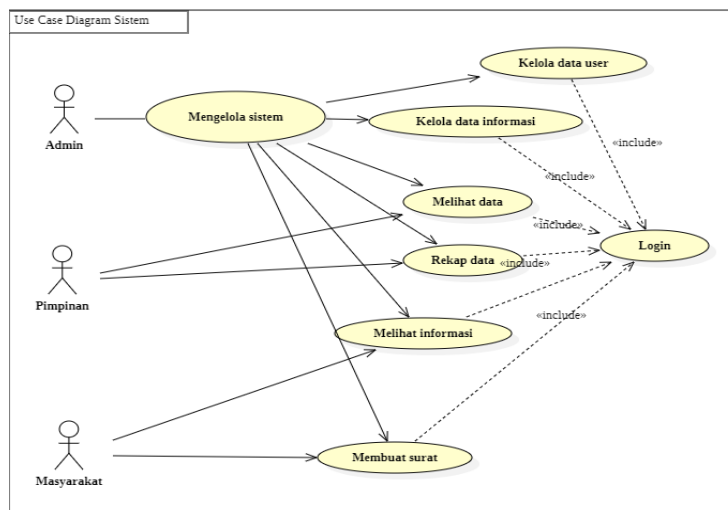 Use Case Diagram Sistem
Kelola data user
Mengelola sistem
Kelola data informasi
Admin
«include»
«include»
Melihat data
«include»
Login
Rekap data
«include»
Pimpinan
«include»
Melihat informasi
Membuat surat
Masyarakat